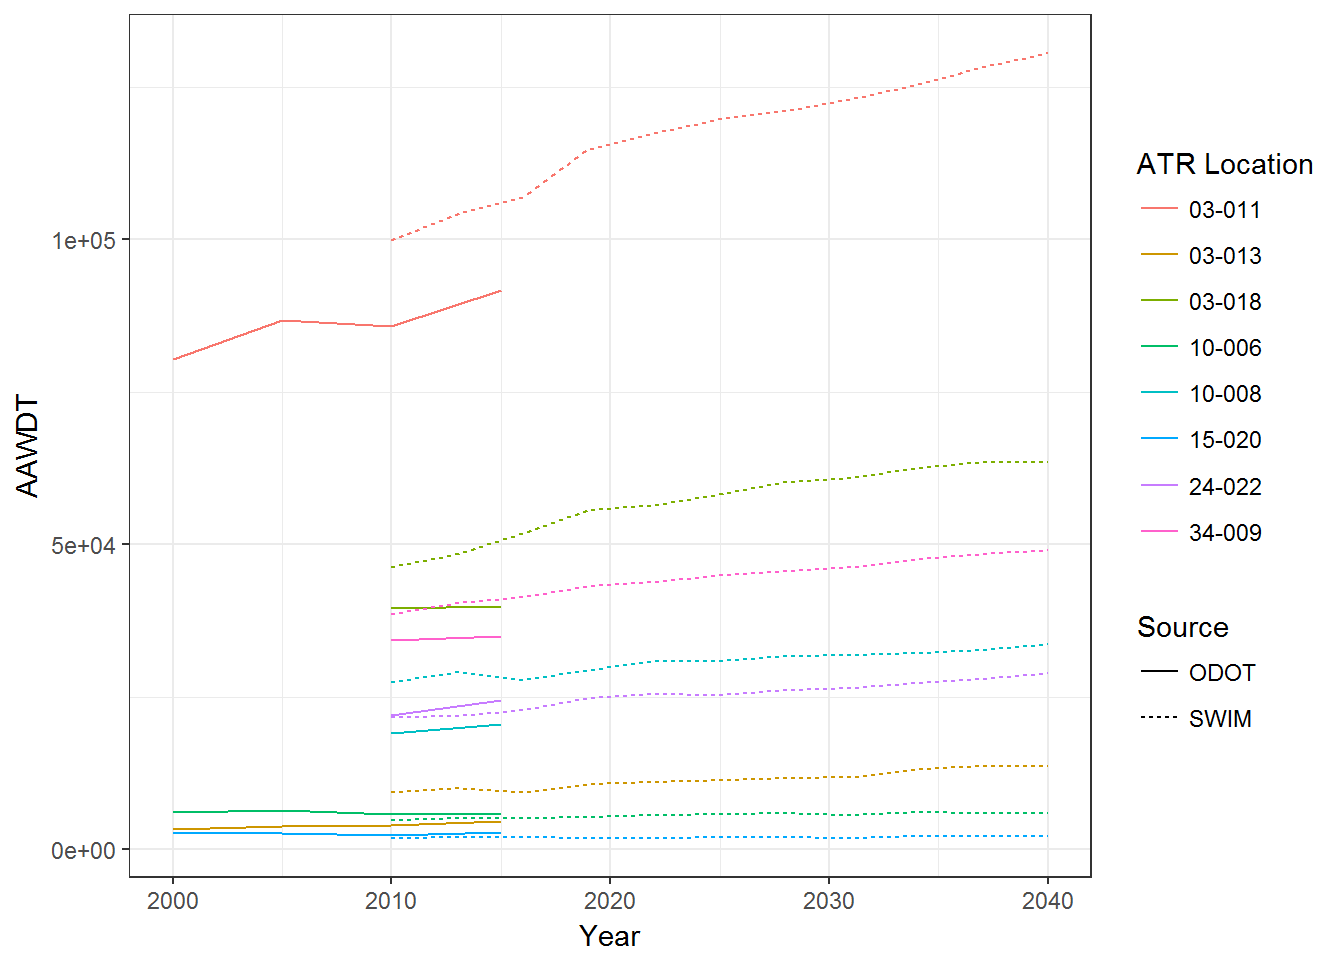 AAWDT
1e+05
5e+04
0e+00
2000 2010 2020 2030 2040
Year
ATR Location
03-011
03-013
03-018
10-006
10-008
15-020
24-022
34-009
Source
ODOT
SWIM